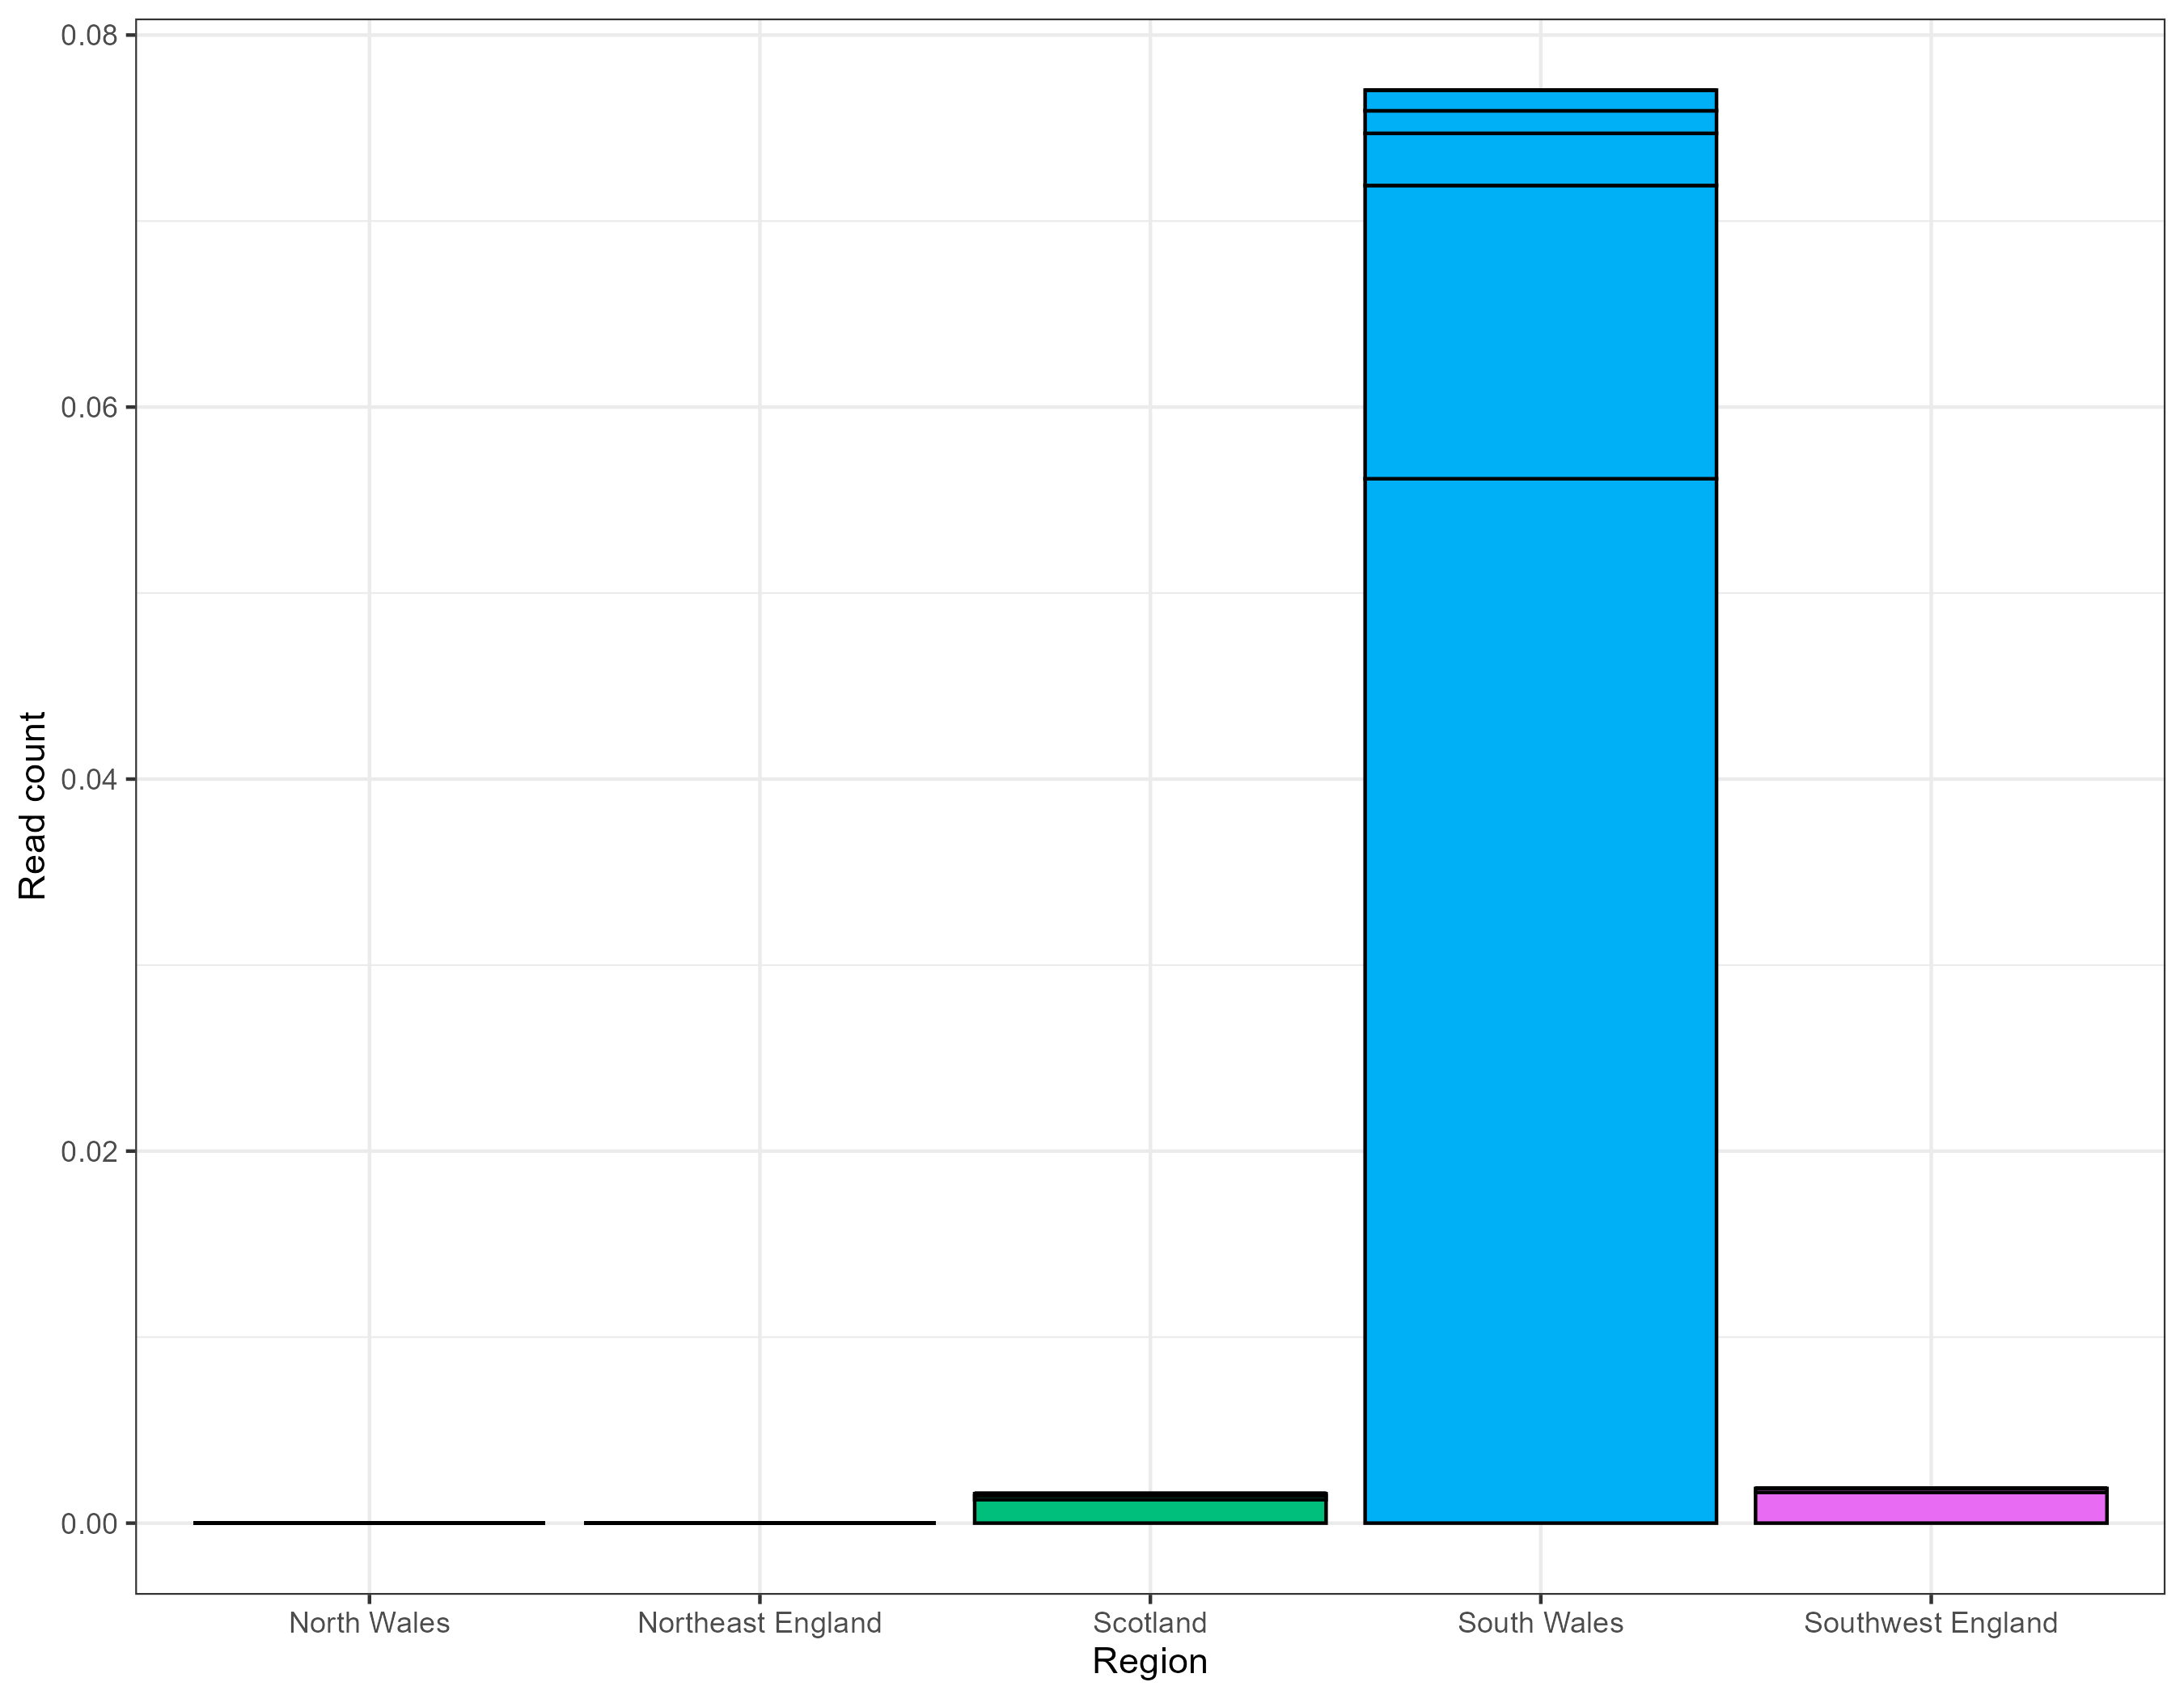 0.08
0.06
0.04
0.02
0.00
Read count
North Wales
Northeast England
Scotland
South Wales
Southwest England
Region